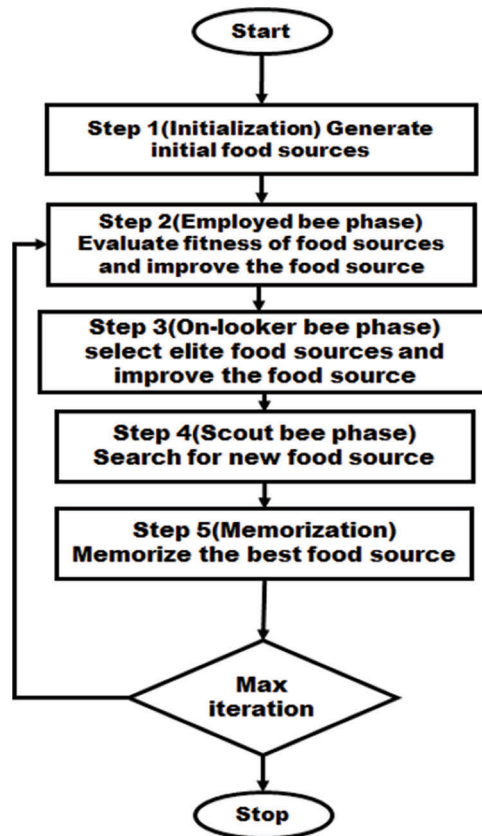 Start
Step 1(Initialization) Generate
initial food sources
Step 2(Employed bee phase)
Evaluate fitness of food sources
and improve the food source
Step 3(On-looker bee phase)
select elite food sources and
improve the food source
Step 4(Scout bee phase)
Search for new food source
Step 5(Memorization)
Memorize the best food source
Max
iteration
Stop